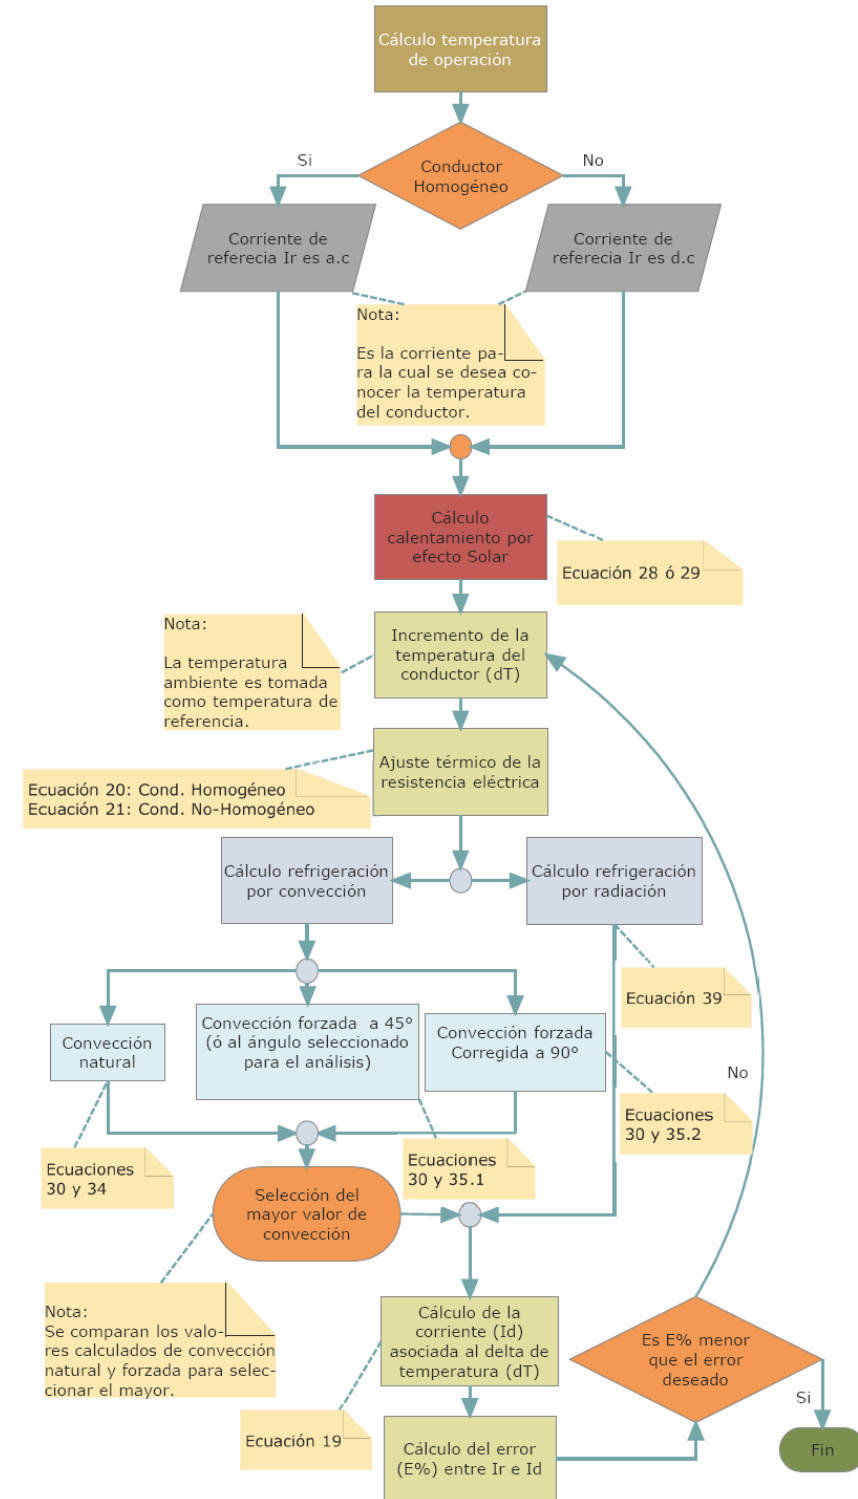 Cálculo temperatura
de operación
Si
No
Conductor
Homogéneo
Corriente de
referecia Ir es a.c
Corriente de
referecia Ir es d.c
Nota:
Es la corriente pa-
ra la cual se desea co-
nocer la temperatura
del conductor.
Cálculo
calentamiento por
efecto Solar
Ecuación 28 ó 29
Nota:
La temperatura
ambiente es tomada
como temperatura de
referencia.
Incremento de la
temperatura del
conductor (dT)
Ajuste térmico de la
resistencia eléctrica
Ecuación 20: Cond. Homogéneo
Ecuación 21: Cond. No-Homogéneo
Cálculo refrigeración
por convección
Cálculo refrigeración
por radiación
Ecuación 39
Convección
natural
Convección forzada a 45°
(ó al ángulo seleccionado
para el análisis)
Convección forzada
Corregida a 90°
No
Ecuaciones
30 y 34
Ecuaciones
30 y 35.1
Ecuaciones
30 y 35.2
Selección del
mayor valor de
convección
Nota:
Se comparan los valo-
res calculados de convección
natural y forzada para selec-
cionar el mayor.
Cálculo de la
corriente (Id)
asociada al delta de
temperatura (dT)
Es E% menor
que el error
deseado
Si
Ecuación 19
Cálculo del error
(E%) entre Ir e Id
Fin